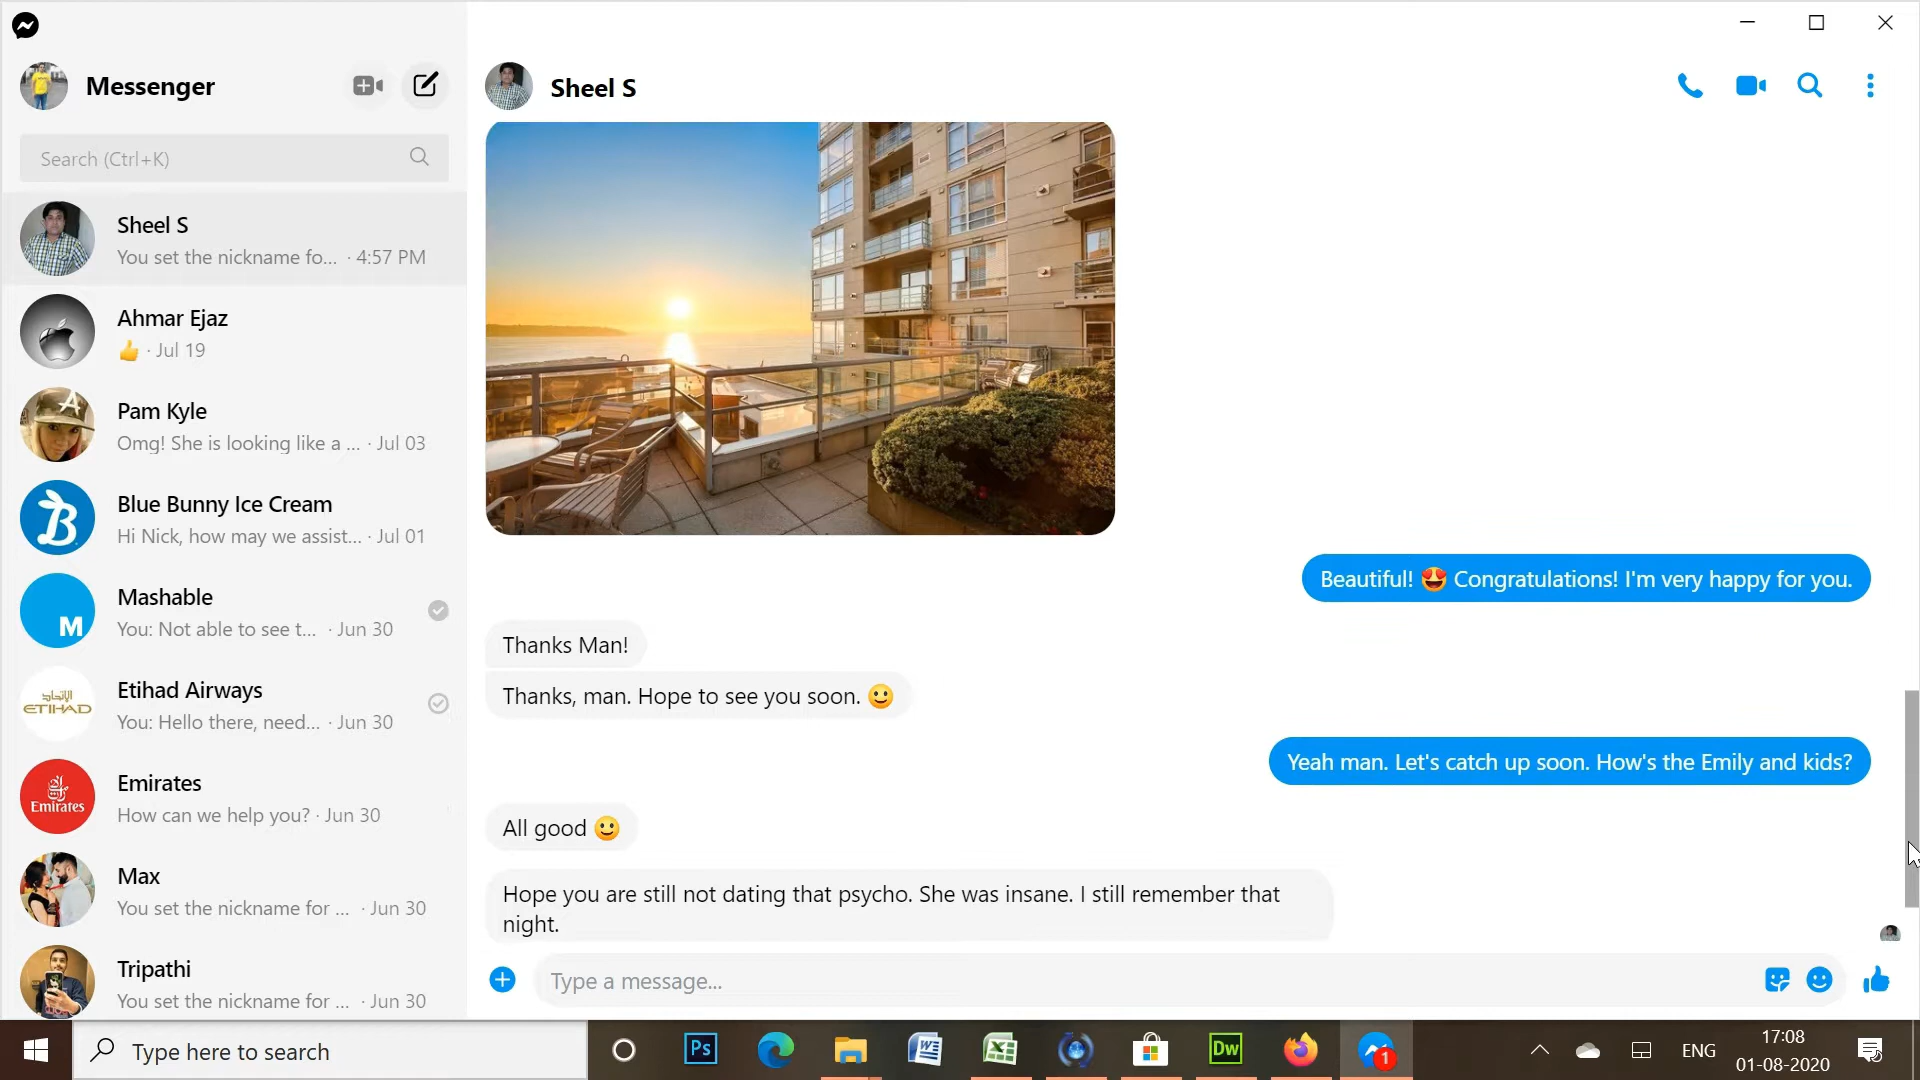 Messenger
Search (Ctrl+K)
Sheel S
You set the nickname fo... · 4:57 PM
Ahmar Ejaz
👍 · Jul 19
Pam Kyle
Omg! She is looking like a ... · Jul 03
Blue Bunny Ice Cream
Hi Nick, how may we assist... · Jul 01
B
Mashable
You: Not able to see t... · Jun 30
M
Etihad Airways
You: Hello there, need... · Jun 30
الإتحاد
ETIHAD
Emirates
How can we help you? · Jun 30
Emirates
Max
You set the nickname for ... · Jun 30
Tripathi
You set the nickname for ... · Jun 30
Sheel S
Beautiful! 😍 Congratulations! I'm very happy for you.
Thanks Man!
Thanks, man. Hope to see you soon. 🙂
Yeah man. Let's catch up soon. How's the Emily and kids?
All good 🙂
Hope you are still not dating that psycho. She was insane. I still remember that
night.
Type a message...
Type here to search
Ps
Dw
1
ENG
17:08
01-08-2020